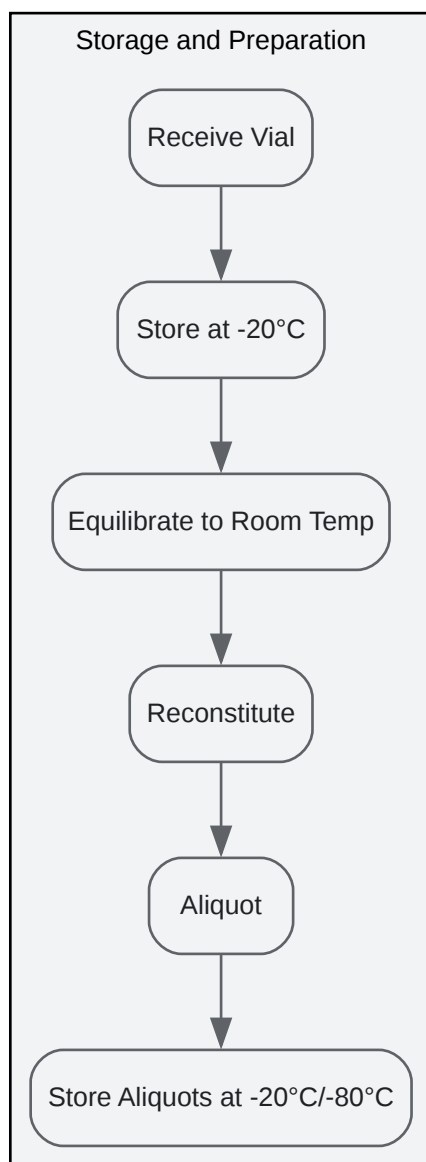 Storage and Preparation
Receive Vial
Store at -20°C
Equilibrate to Room Temp
Reconstitute
Aliquot
Store Aliquots at -20°C/-80°C